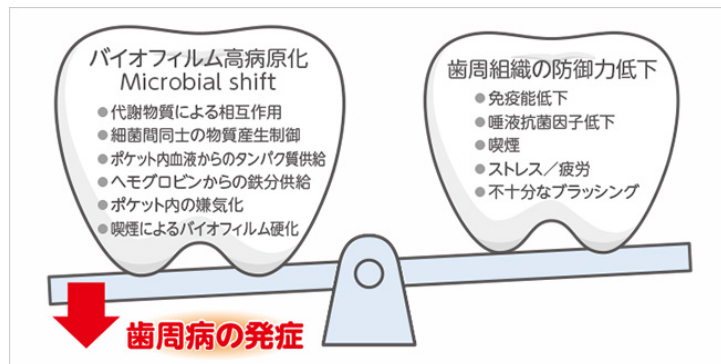 バイオフィルム高病原化
Microbial shift
●代謝物質による相互作用
●細菌間同士の物質産生制御
●ポケット内血液からのタンパク質供給
●ヘモグロビンからの鉄分供給
●ポケット内の嫌気化
●喫煙によるバイオフィルム硬化
歯周組織の防御力低下
●免疫能低下
●唾液抗菌因子低下
●喫煙
●ストレス／疲労
●不十分なブラッシング
歯周病の発症